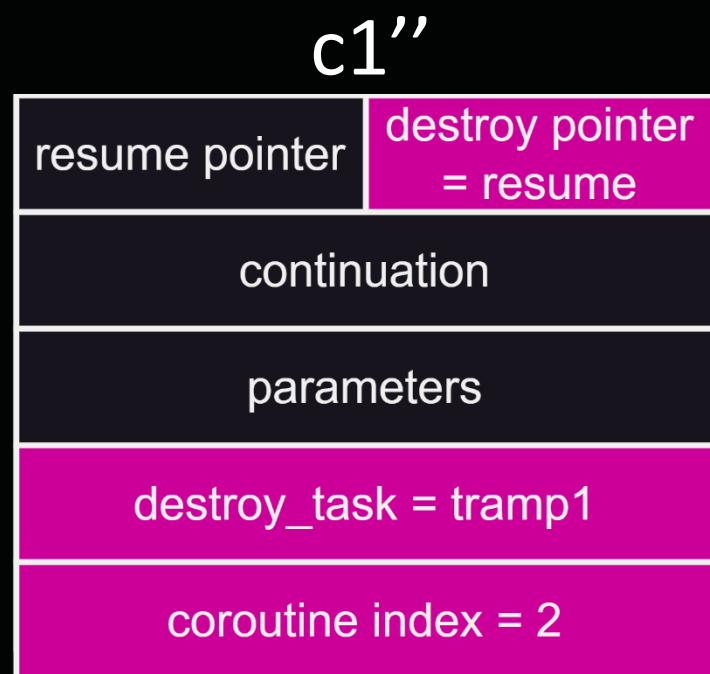 c1′′
resume pointer
destroy pointer
= resume
continuation
parameters
destroy_task = tramp1
coroutine index = 2